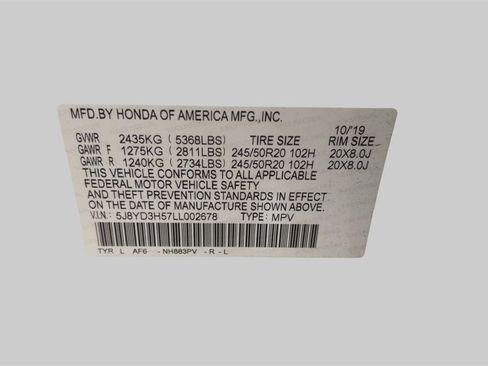 MFD.BY HONDA OF AMERICA MFG.,INC.
10/'19
GVWR 2435KG (5368LBS) TIRE SIZE RIM SIZE
GAWR F 1275KG (2811LBS) 245/50R20 102H 20X8.0J
GAWR R 1240KG (2734LBS) 245/50R20 102H 20X8.0J
THIS VEHICLE CONFORMS TO ALL APPLICABLE
FEDERAL MOTOR VEHICLE SAFETY
AND THEFT PREVENTION STANDARDS IN EFFECT
ON THE DATE OF MANUFACTURE SHOWN ABOVE.
V.I.N.: 5J8YD3H57LL002678 TYPE: MPV
TYR L AF6 -NH883PV -R-L